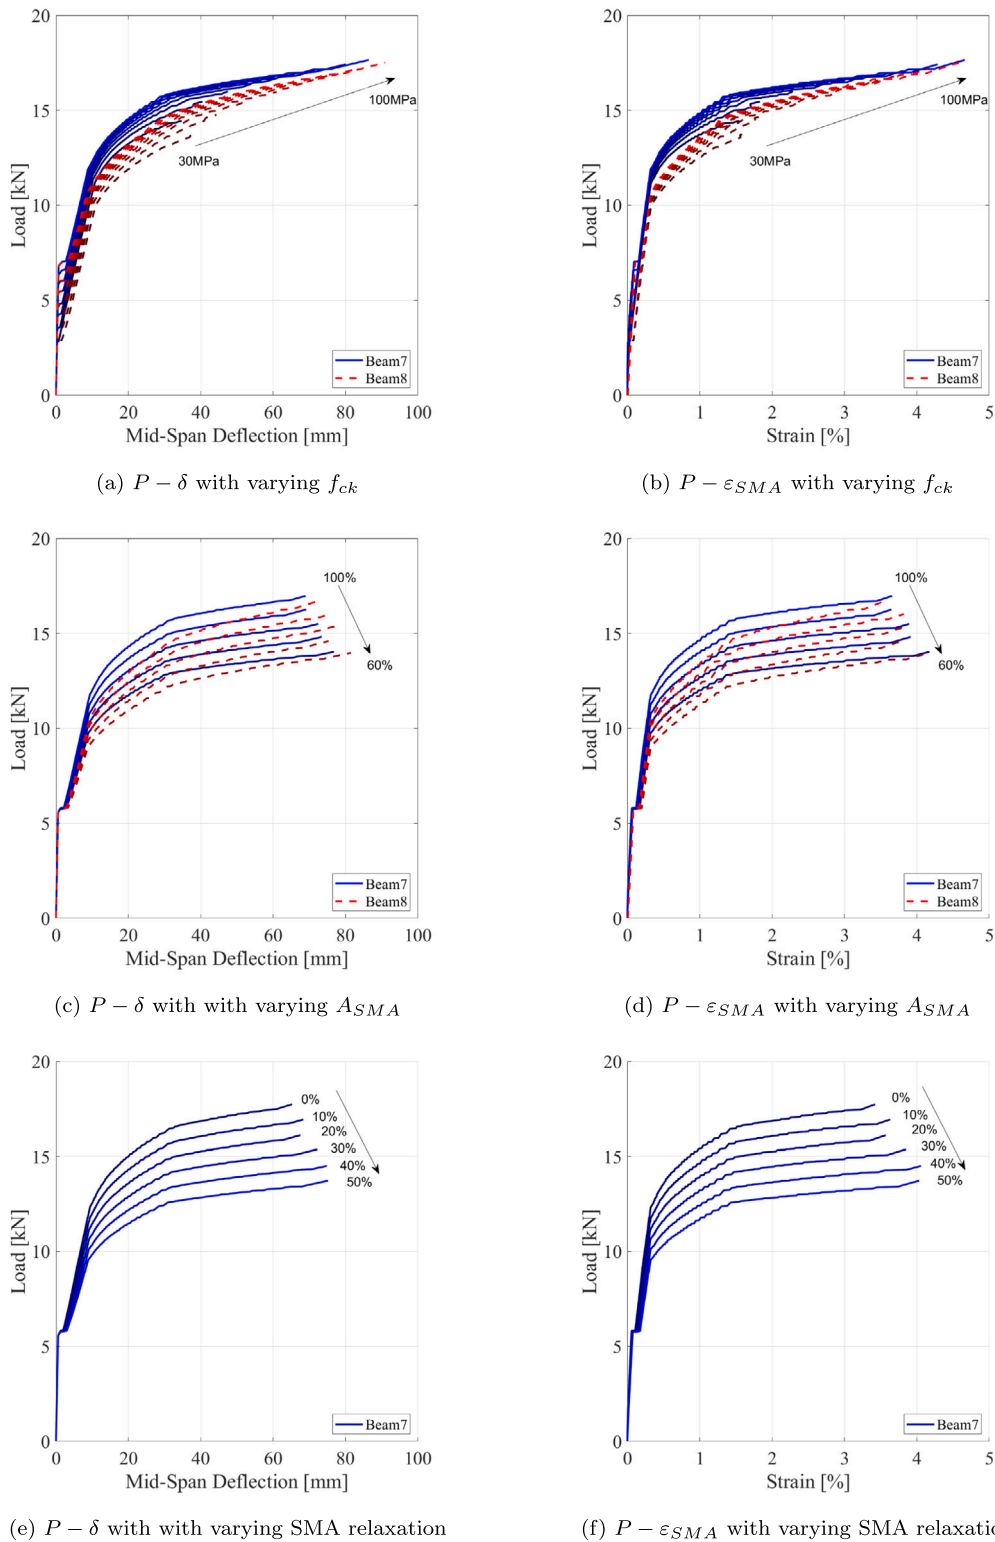 20
15
10
5
0
Load [kN]
100MPa
30MPa
Beam7
Beam8
0 20 40 60 80 100
Mid-Span Deflection [mm]
(a) P − δ with varying f_ck
20
15
10
5
0
Load [kN]
100MPa
30MPa
Beam7
Beam8
0 1 2 3 4 5
Strain [%]
(b) P − ε_SMA with varying f_ck
20
15
10
5
0
Load [kN]
100%
60%
Beam7
Beam8
0 20 40 60 80 100
Mid-Span Deflection [mm]
(c) P − δ with with varying A_SMA
20
15
10
5
0
Load [kN]
100%
60%
Beam7
Beam8
0 1 2 3 4 5
Strain [%]
(d) P − ε_SMA with varying A_SMA
20
15
10
5
0
Load [kN]
0%
10%
20%
30%
40%
50%
Beam7
0 20 40 60 80 100
Mid-Span Deflection [mm]
(e) P − δ with with varying SMA relaxation
20
15
10
5
0
Load [kN]
0%
10%
20%
30%
40%
50%
Beam7
0 1 2 3 4 5
Strain [%]
(f) P − ε_SMA with varying SMA relaxatio